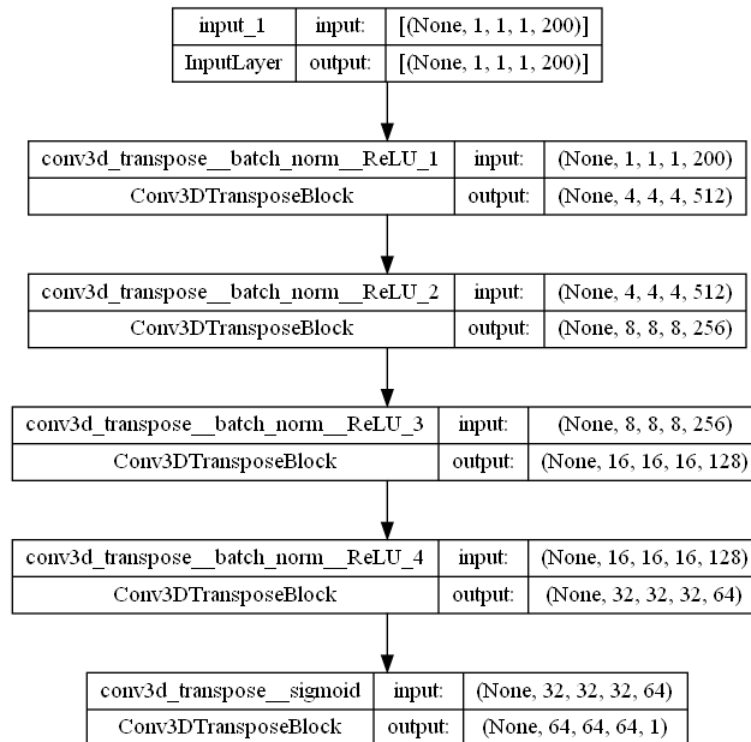 input_1 input: [(None, 1, 1, 1, 200)]
InputLayer output: [(None, 1, 1, 1, 200)]
conv3d_transpose__batch_norm__ReLU_1 input: (None, 1, 1, 1, 200)
Conv3DTransposeBlock output: (None, 4, 4, 4, 512)
conv3d_transpose__batch_norm__ReLU_2 input: (None, 4, 4, 4, 512)
Conv3DTransposeBlock output: (None, 8, 8, 8, 256)
conv3d_transpose__batch_norm__ReLU_3 input: (None, 8, 8, 8, 256)
Conv3DTransposeBlock output: (None, 16, 16, 16, 128)
conv3d_transpose__batch_norm__ReLU_4 input: (None, 16, 16, 16, 128)
Conv3DTransposeBlock output: (None, 32, 32, 32, 64)
conv3d_transpose__sigmoid input: (None, 32, 32, 32, 64)
Conv3DTransposeBlock output: (None, 64, 64, 64, 1)